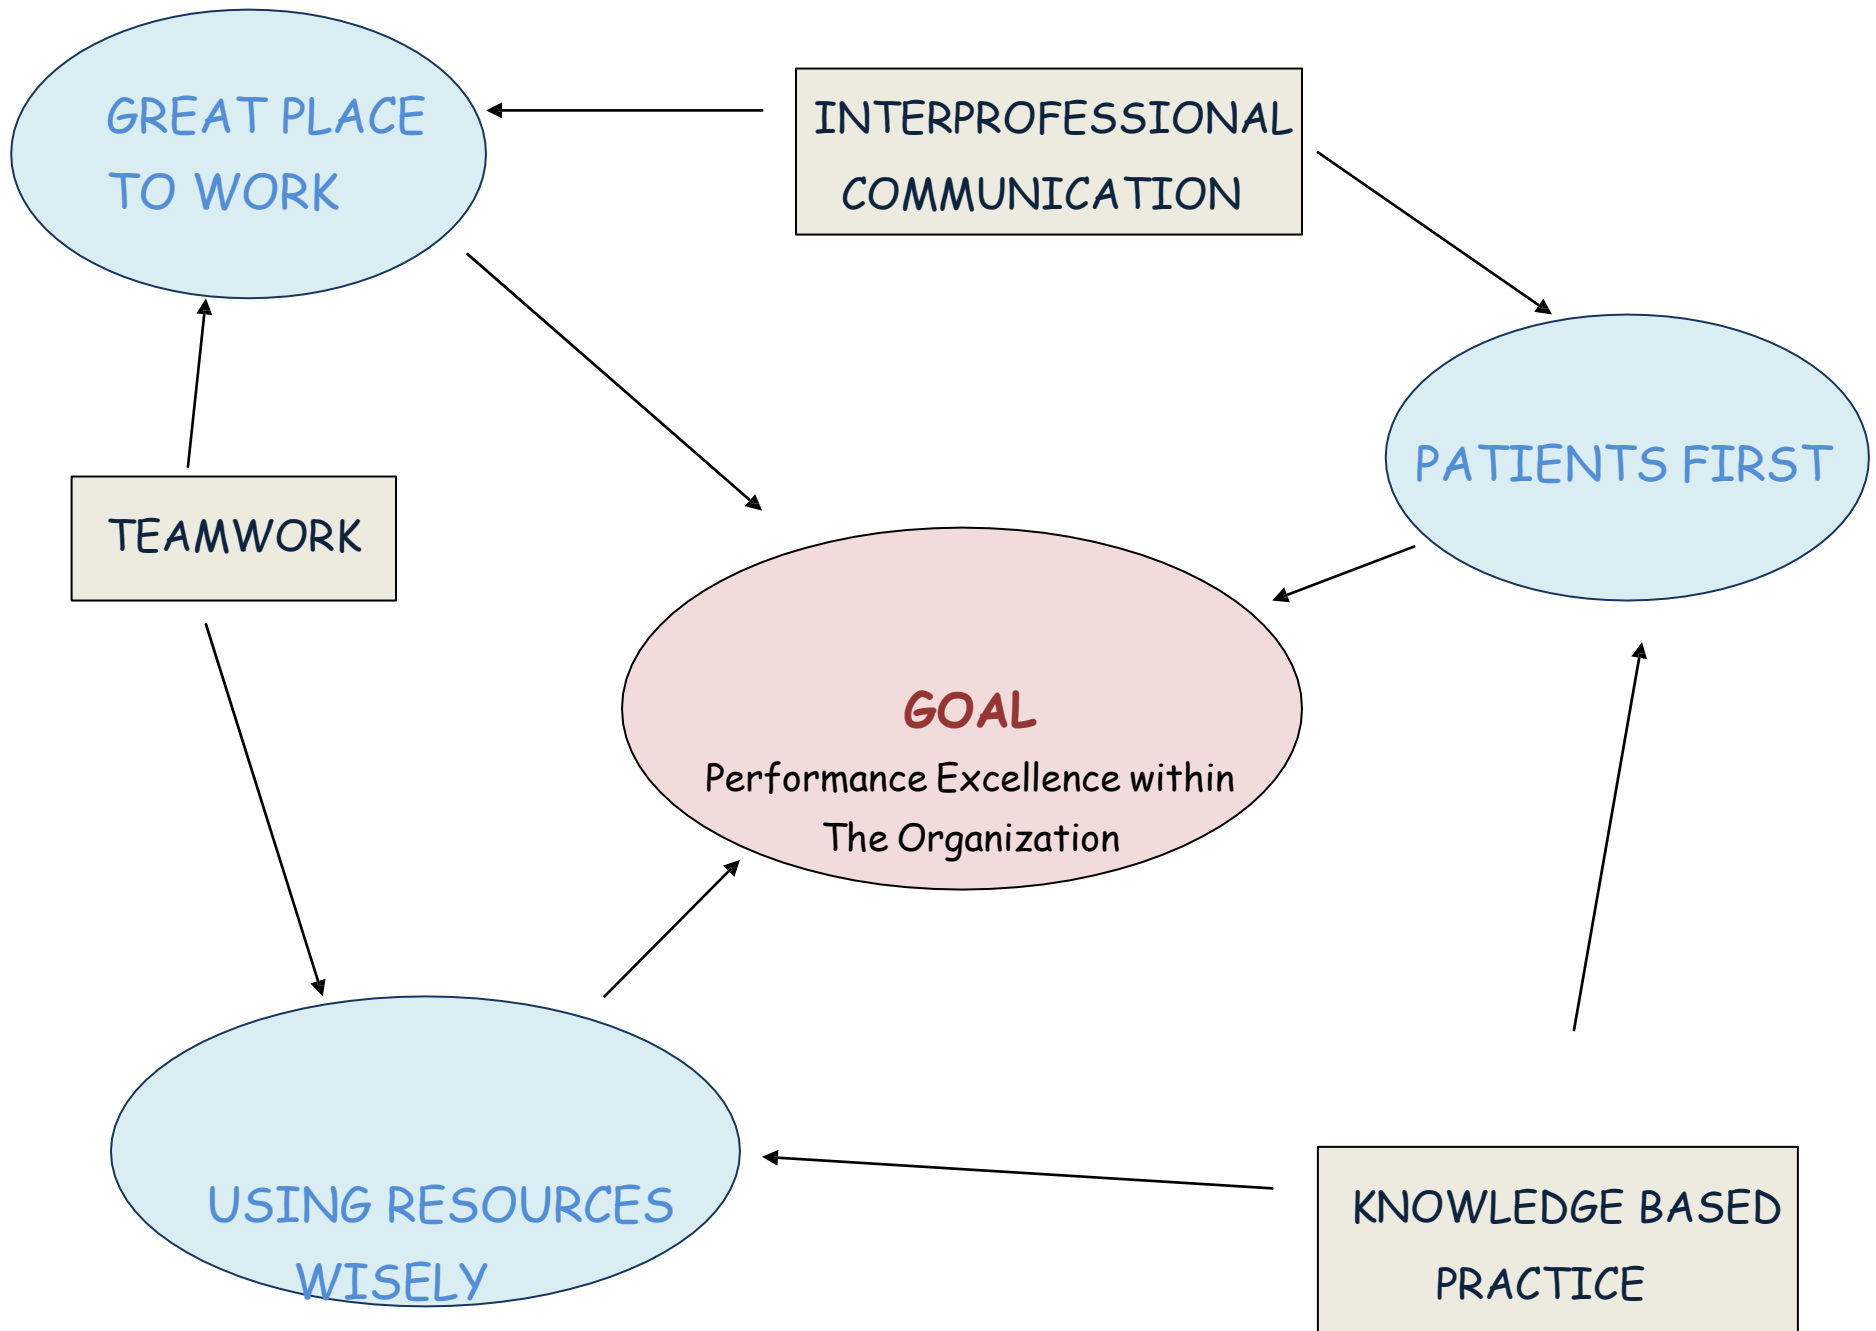 GREAT PLACE
TO WORK
INTERPROFESSIONAL
COMMUNICATION
PATIENTS FIRST
TEAMWORK
GOAL
Performance Excellence within
The Organization
USING RESOURCES
WISELY
KNOWLEDGE BASED
PRACTICE